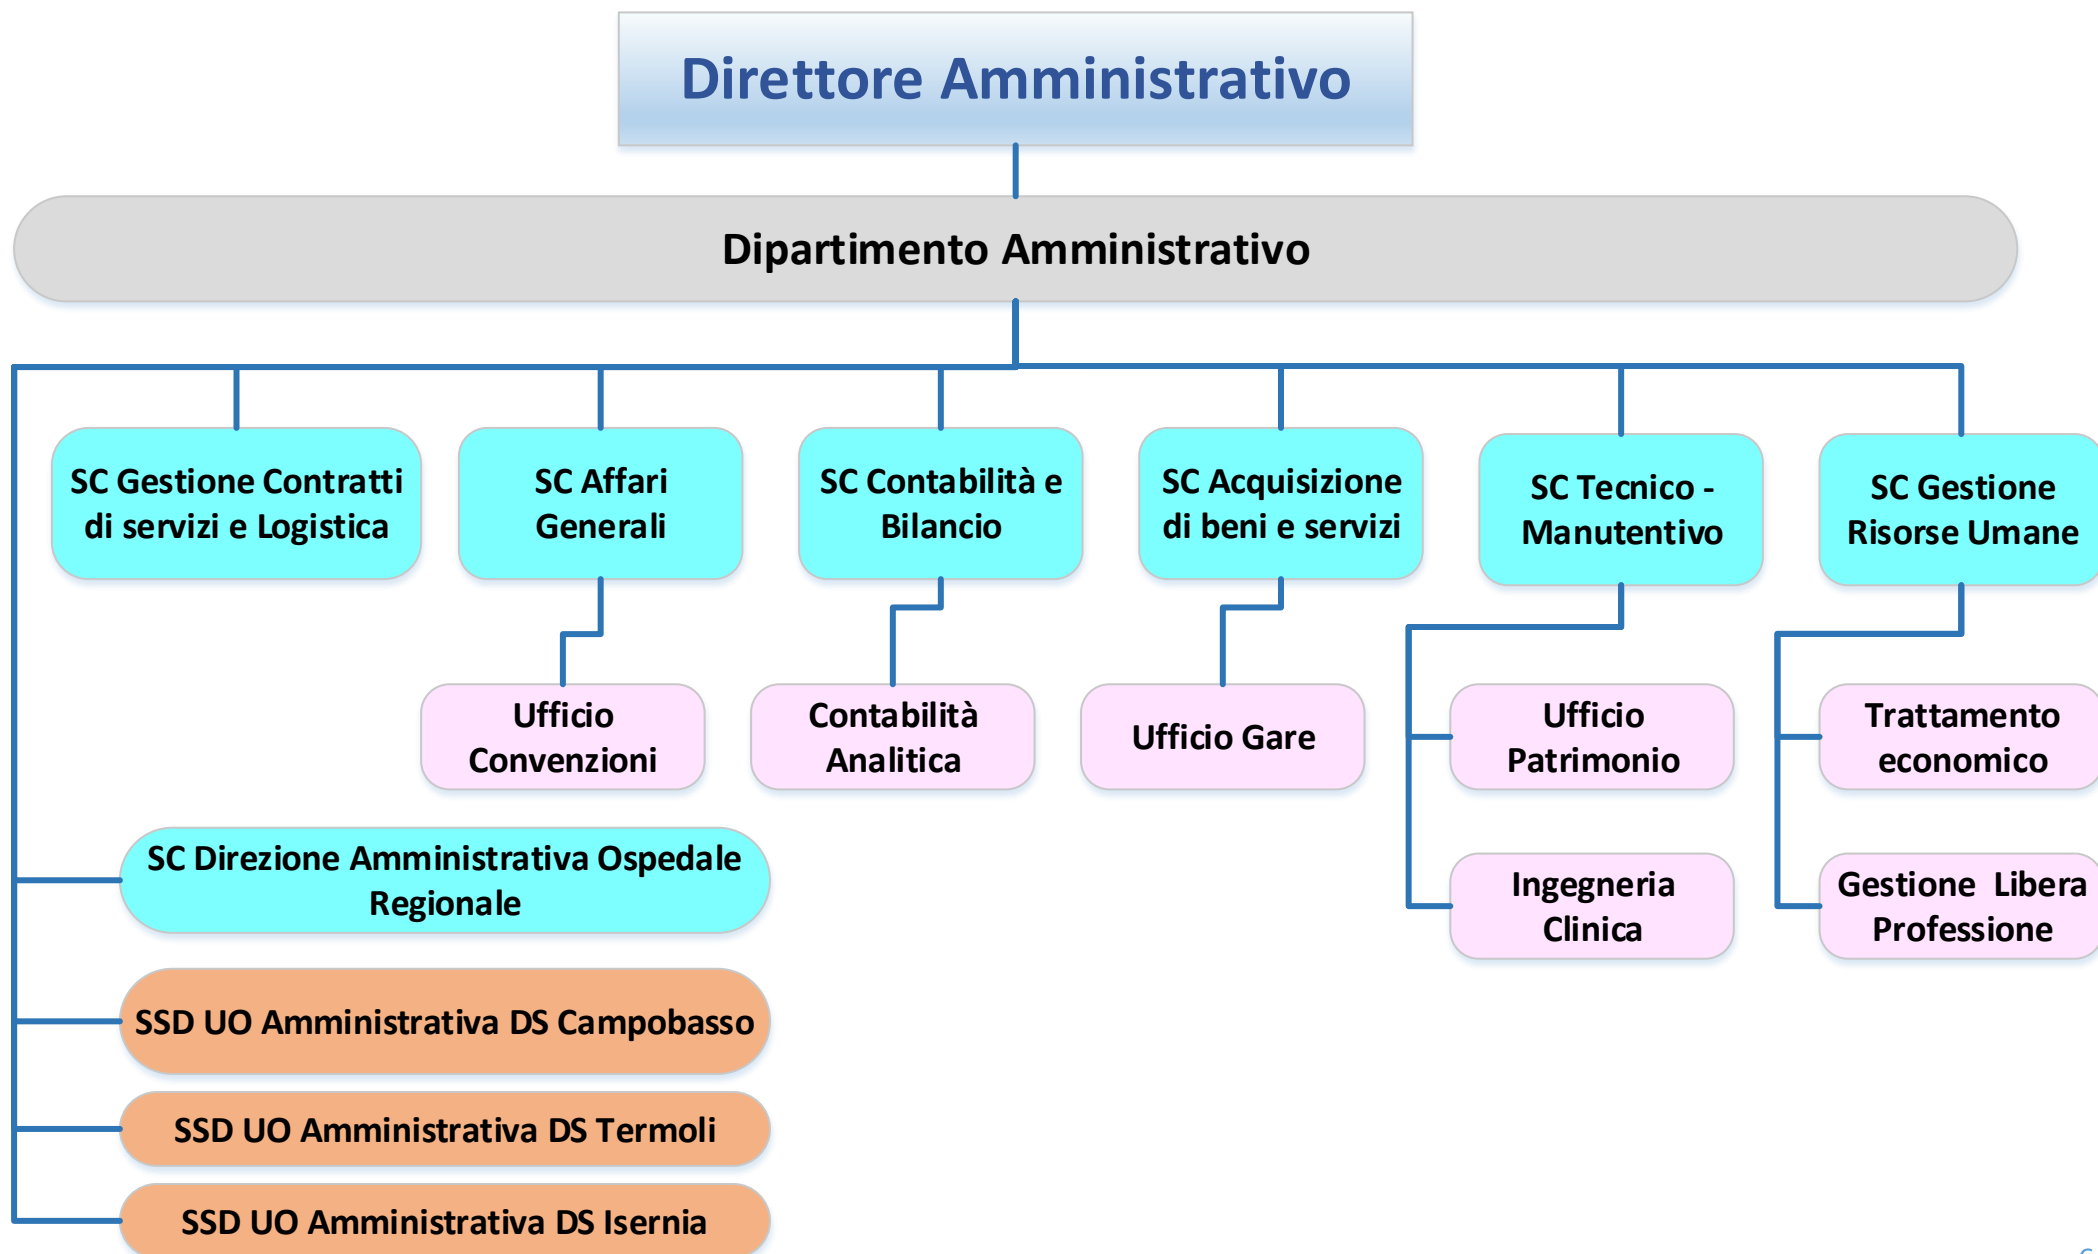 Direttore Amministrativo
Dipartimento Amministrativo
SC Gestione Contratti
di servizi e Logistica
SC Affari
Generali
SC Contabilità e
Bilancio
SC Acquisizione
di beni e servizi
SC Tecnico -
Manutentivo
SC Gestione
Risorse Umane
Ufficio
Convenzioni
Contabilità
Analitica
Ufficio Gare
Ufficio
Patrimonio
Trattamento
economico
Ingegneria
Clinica
Gestione Libera
Professione
SC Direzione Amministrativa Ospedale
Regionale
SSD UO Amministrativa DS Campobasso
SSD UO Amministrativa DS Termoli
SSD UO Amministrativa DS Isernia